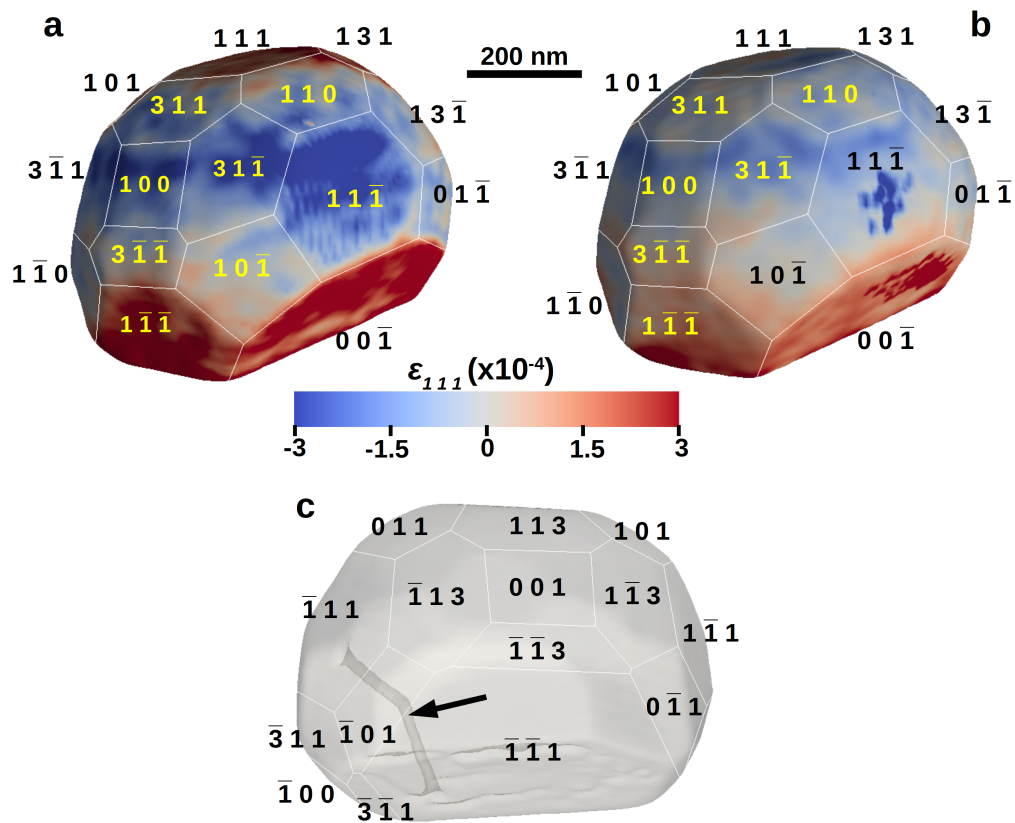 a
1 1 1
1 3 1
1 0 1
3 1 1
1 1 0
1 3 1̅
3 1̅ 1
1 0 0
3 1 1̅
1 1 1̅
0 1 1̅
3 1̅ 1̅
1 0 1̅
1 1̅ 0
1 1̅ 1̅
0 0 1̅
200 nm
b
1 1 1
1 3 1
1 0 1
3 1 1
1 1 0
1 3 1̅
3 1̅ 1
1 0 0
3 1 1̅
1 1 1̅
0 1 1̅
3 1̅ 1̅
1 0 1̅
1 1̅ 0
1 1̅ 1̅
0 0 1̅
ε₁ ₁ ₁ (x10⁻⁴)
-3 -1.5 0 1.5 3
c
0 1 1
1 1 3
1 0 1
1̅ 1 1
1̅ 1 3
0 0 1
1 1̅ 3
1 1̅ 1
1̅ 1̅ 3
0 1̅ 1
1̅ 0 1
3̅ 1 1
1̅ 1̅ 1
1̅ 0 0
3̅ 1̅ 1